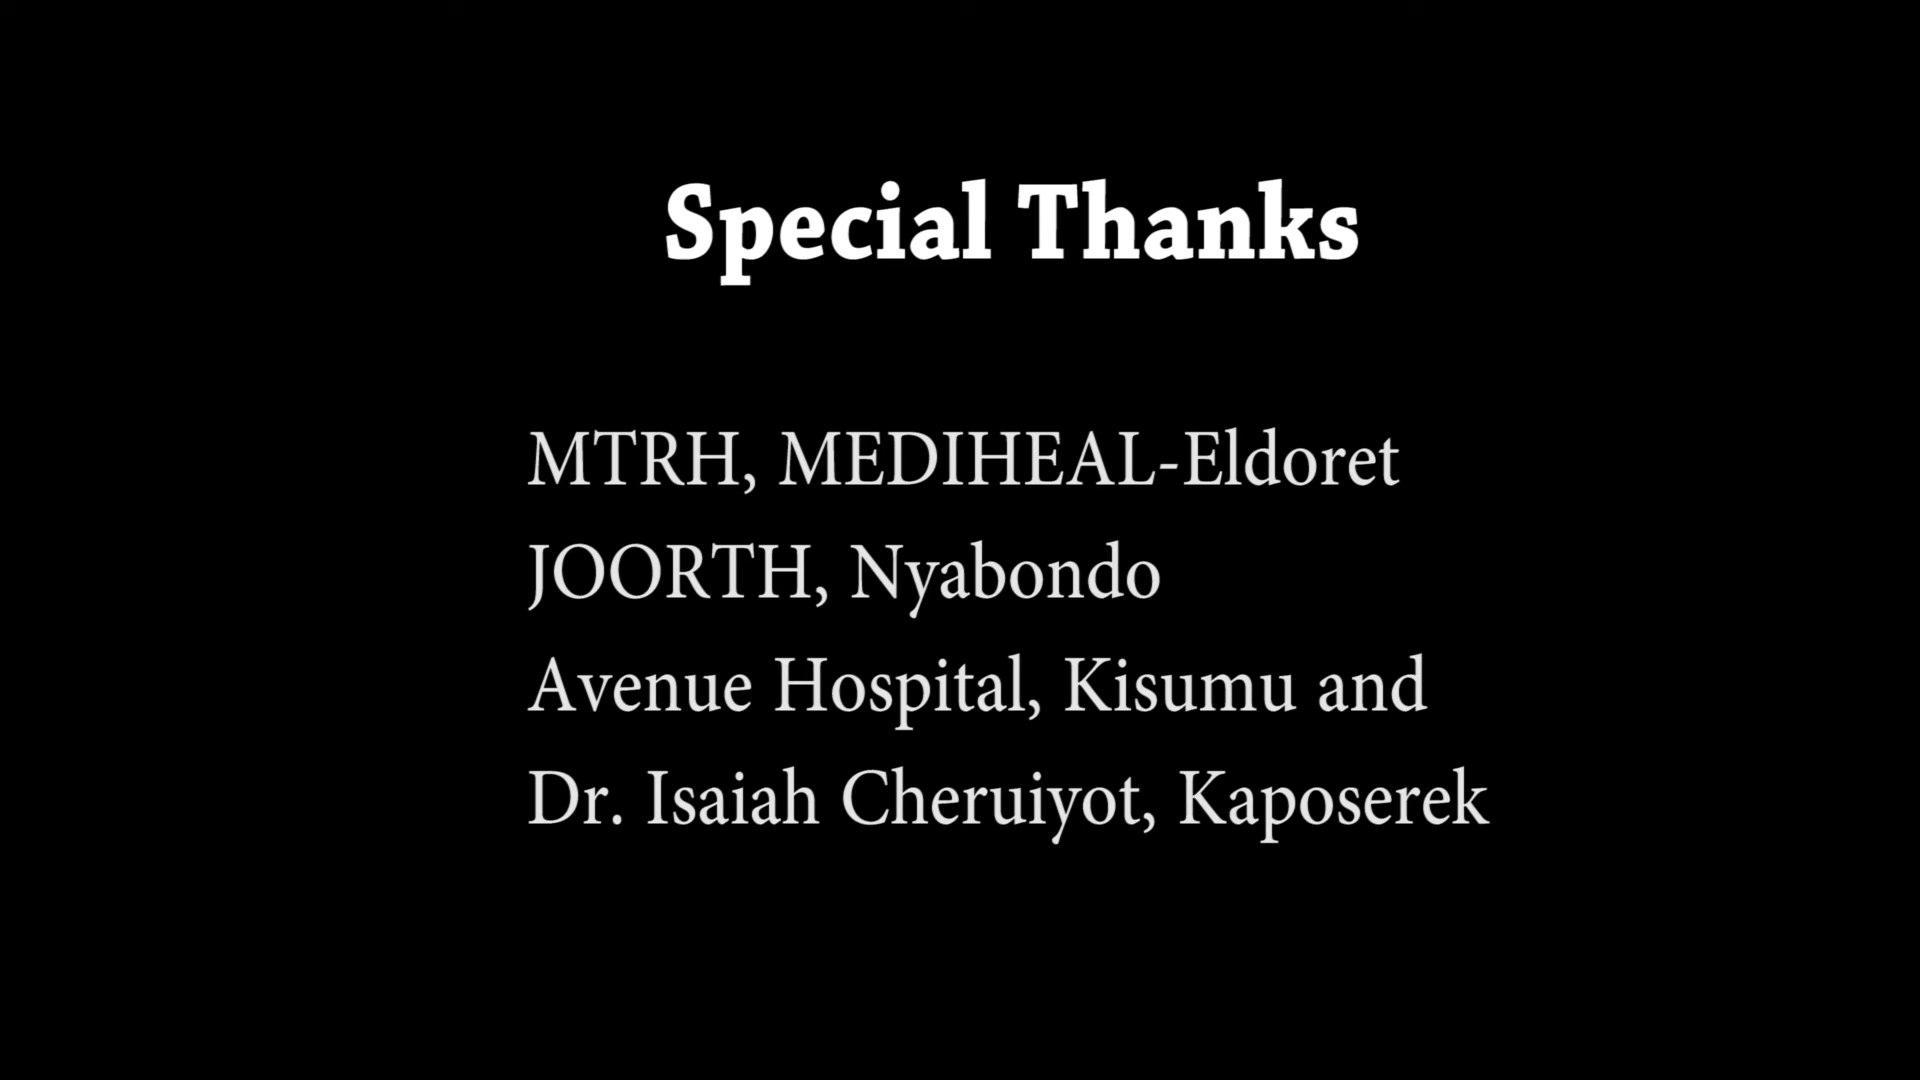 Special Thanks
MTRH, MEDIHEAL-Eldoret
JOORTH, Nyabondo
Avenue Hospital, Kisumu and
Dr. Isaiah Cheruiyot, Kaposerek